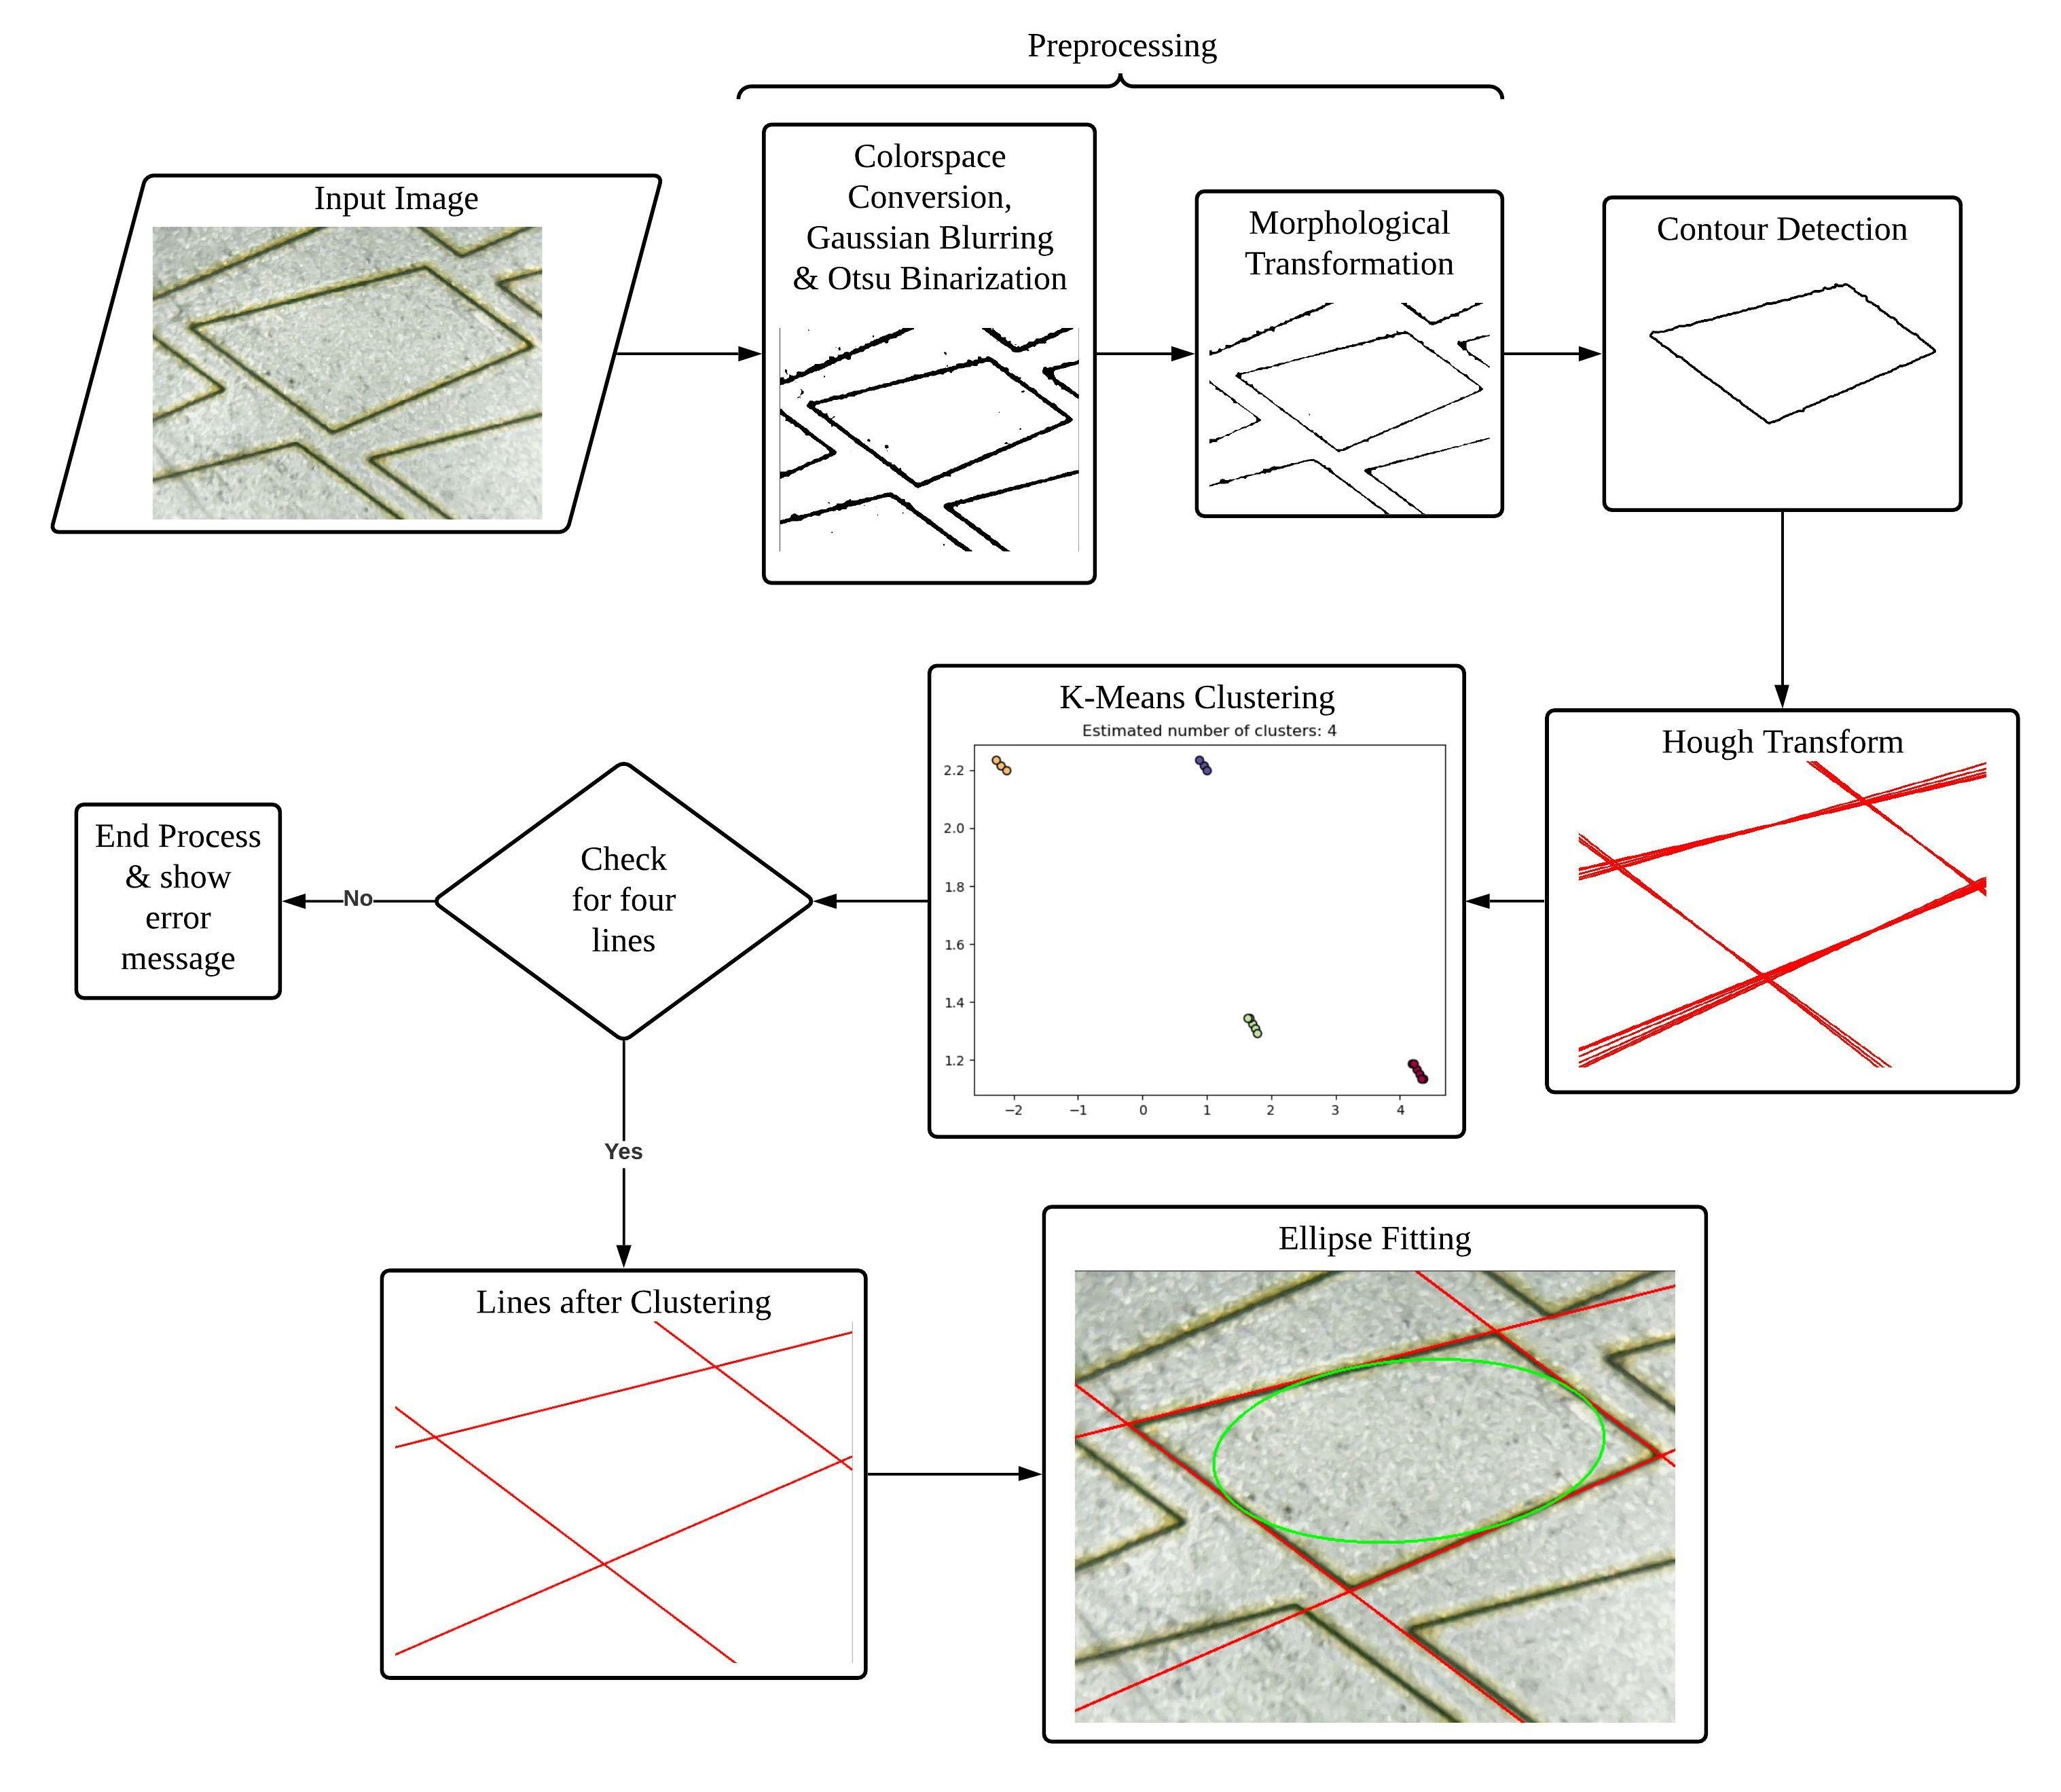 Preprocessing
Input Image
Colorspace
Conversion,
Gaussian Blurring
& Otsu Binarization
Morphological
Transformation
Contour Detection
Hough Transform
K-Means Clustering
Estimated number of clusters: 4
2.2
2.0
1.8
1.6
1.4
1.2
−2 −1 0 1 2 3 4
Check
for four
lines
No
End Process
& show
error
message
Yes
Lines after Clustering
Ellipse Fitting